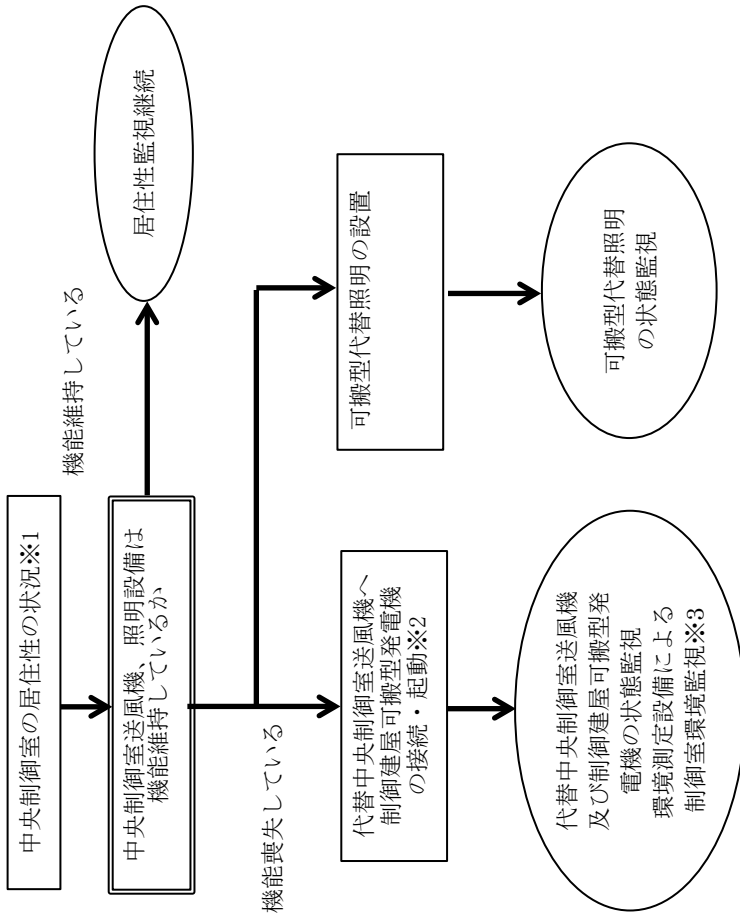 中央制御室の居住性の状況※1
中央制御室送風機、照明設備は
機能維持しているか
機能維持している
居住性監視継続
機能喪失している
代替中央制御室送風機へ
制御建屋可搬型発電機
の接続・起動※2
可搬型代替照明の設置
代替中央制御室送風機
及び制御建屋可搬型発
電機の状態監視
環境測定設備による
制御室環境監視※3
可搬型代替照明
の状態監視